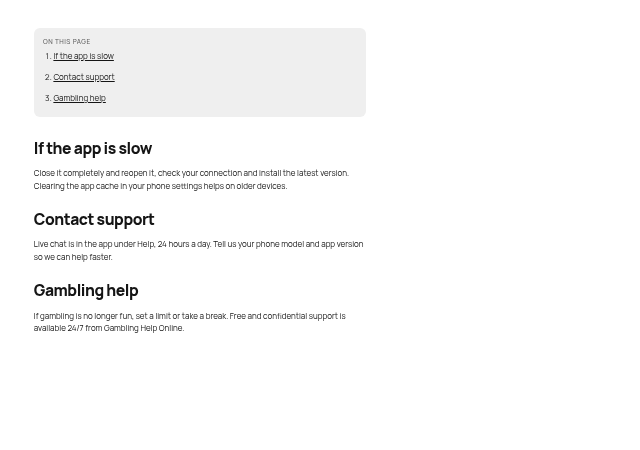 ON THIS PAGE
1. If the app is slow
2. Contact support
3. Gambling help
If the app is slow
Close it completely and reopen it, check your connection and install the latest version.
Clearing the app cache in your phone settings helps on older devices.
Contact support
Live chat is in the app under Help, 24 hours a day. Tell us your phone model and app version
so we can help faster.
Gambling help
If gambling is no longer fun, set a limit or take a break. Free and confidential support is
available 24/7 from Gambling Help Online.